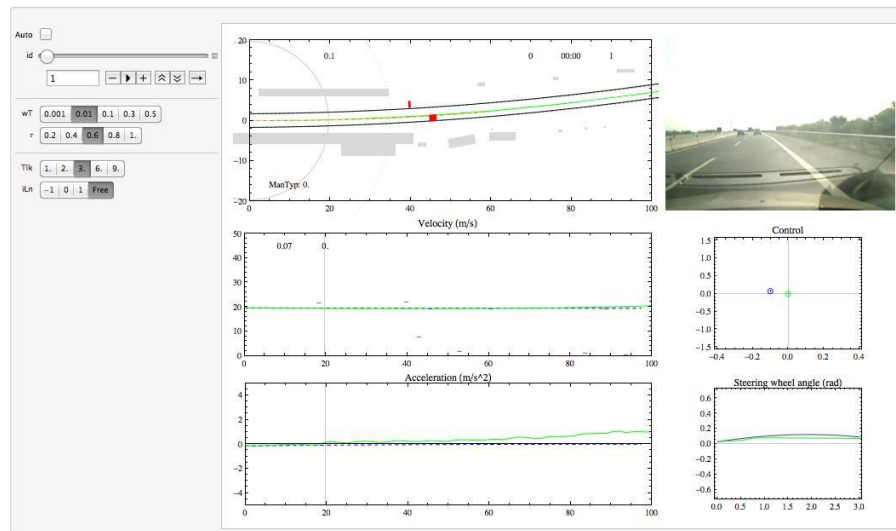 Auto
id
1
wT 0.001 0.01 0.1 0.3 0.5
τ 0.2 0.4 0.6 0.8 1.
Tlk 1. 2. 3. 6. 9.
iLn −1 0 1 Free
20
10
0
−10
−20
0.1 0 00:00 1
ManTyp: 0.
0 20 40 60 80 100
Velocity (m/s)
50
40
30
20
10
0
0.07 0.
0 20 40 60 80 100
Acceleration (m/s^2)
4
2
0
−2
−4
0 20 40 60 80 100
Control
1.5
1.0
0.5
0.0
−0.5
−1.0
−1.5
−0.4 −0.2 0.0 0.2 0.4
Steering wheel angle (rad)
0.6
0.4
0.2
0.0
−0.2
−0.4
−0.6
0.0 0.5 1.0 1.5 2.0 2.5 3.0